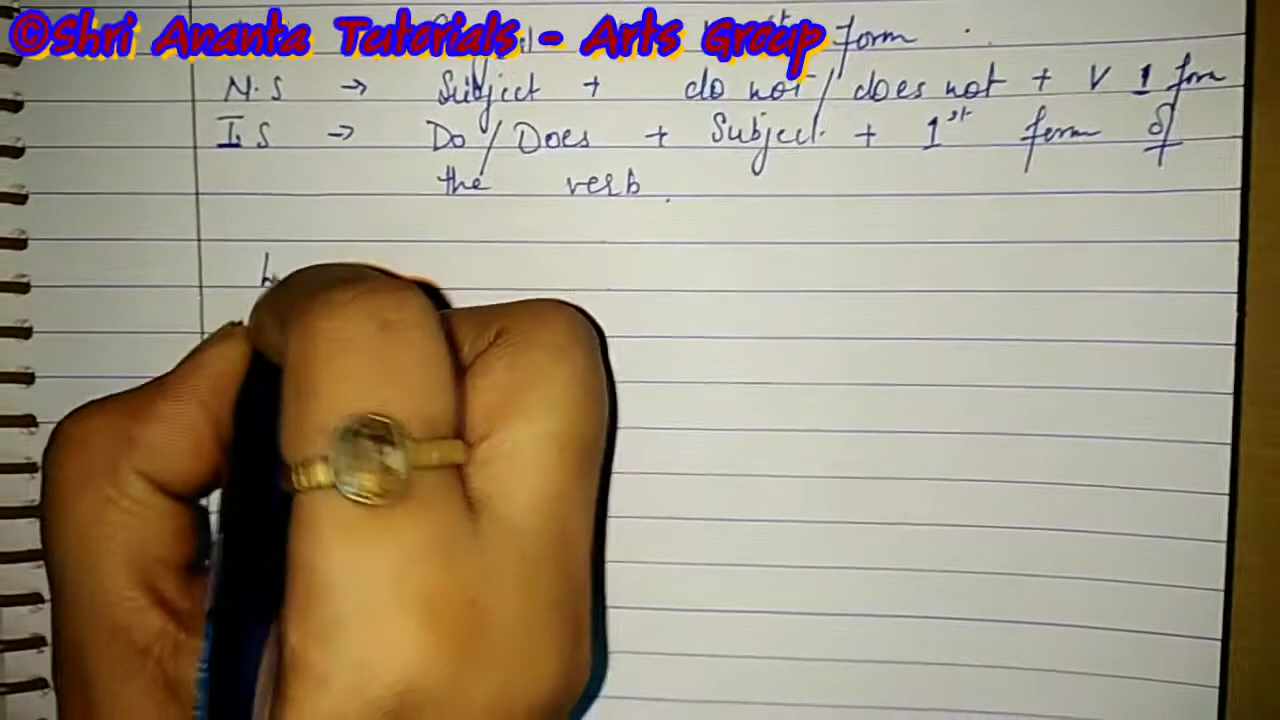 ©Shri Ananta Tutorials - Arts Group
form .
N.S → Subject + do not / does not + V 1 form
I.S → Do / Does + Subject + 1st form of
the verb.